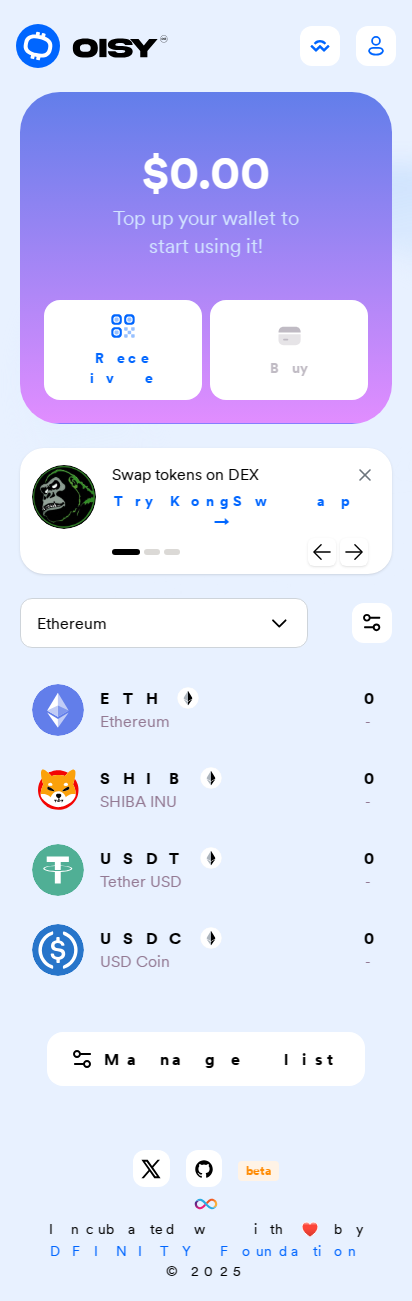 OISY
$0.00
Top up your wallet to
start using it!
Rece
ive
Buy
Swap tokens on DEX
Try KongSwap
→
Ethereum
ETH
0
Ethereum
-
SHIB
0
SHIBA INU
-
USDT
0
Tether USD
-
USDC
0
USD Coin
-
Manage list
beta
Incubated with ❤️ by
DFINITY Foundation
© 2025